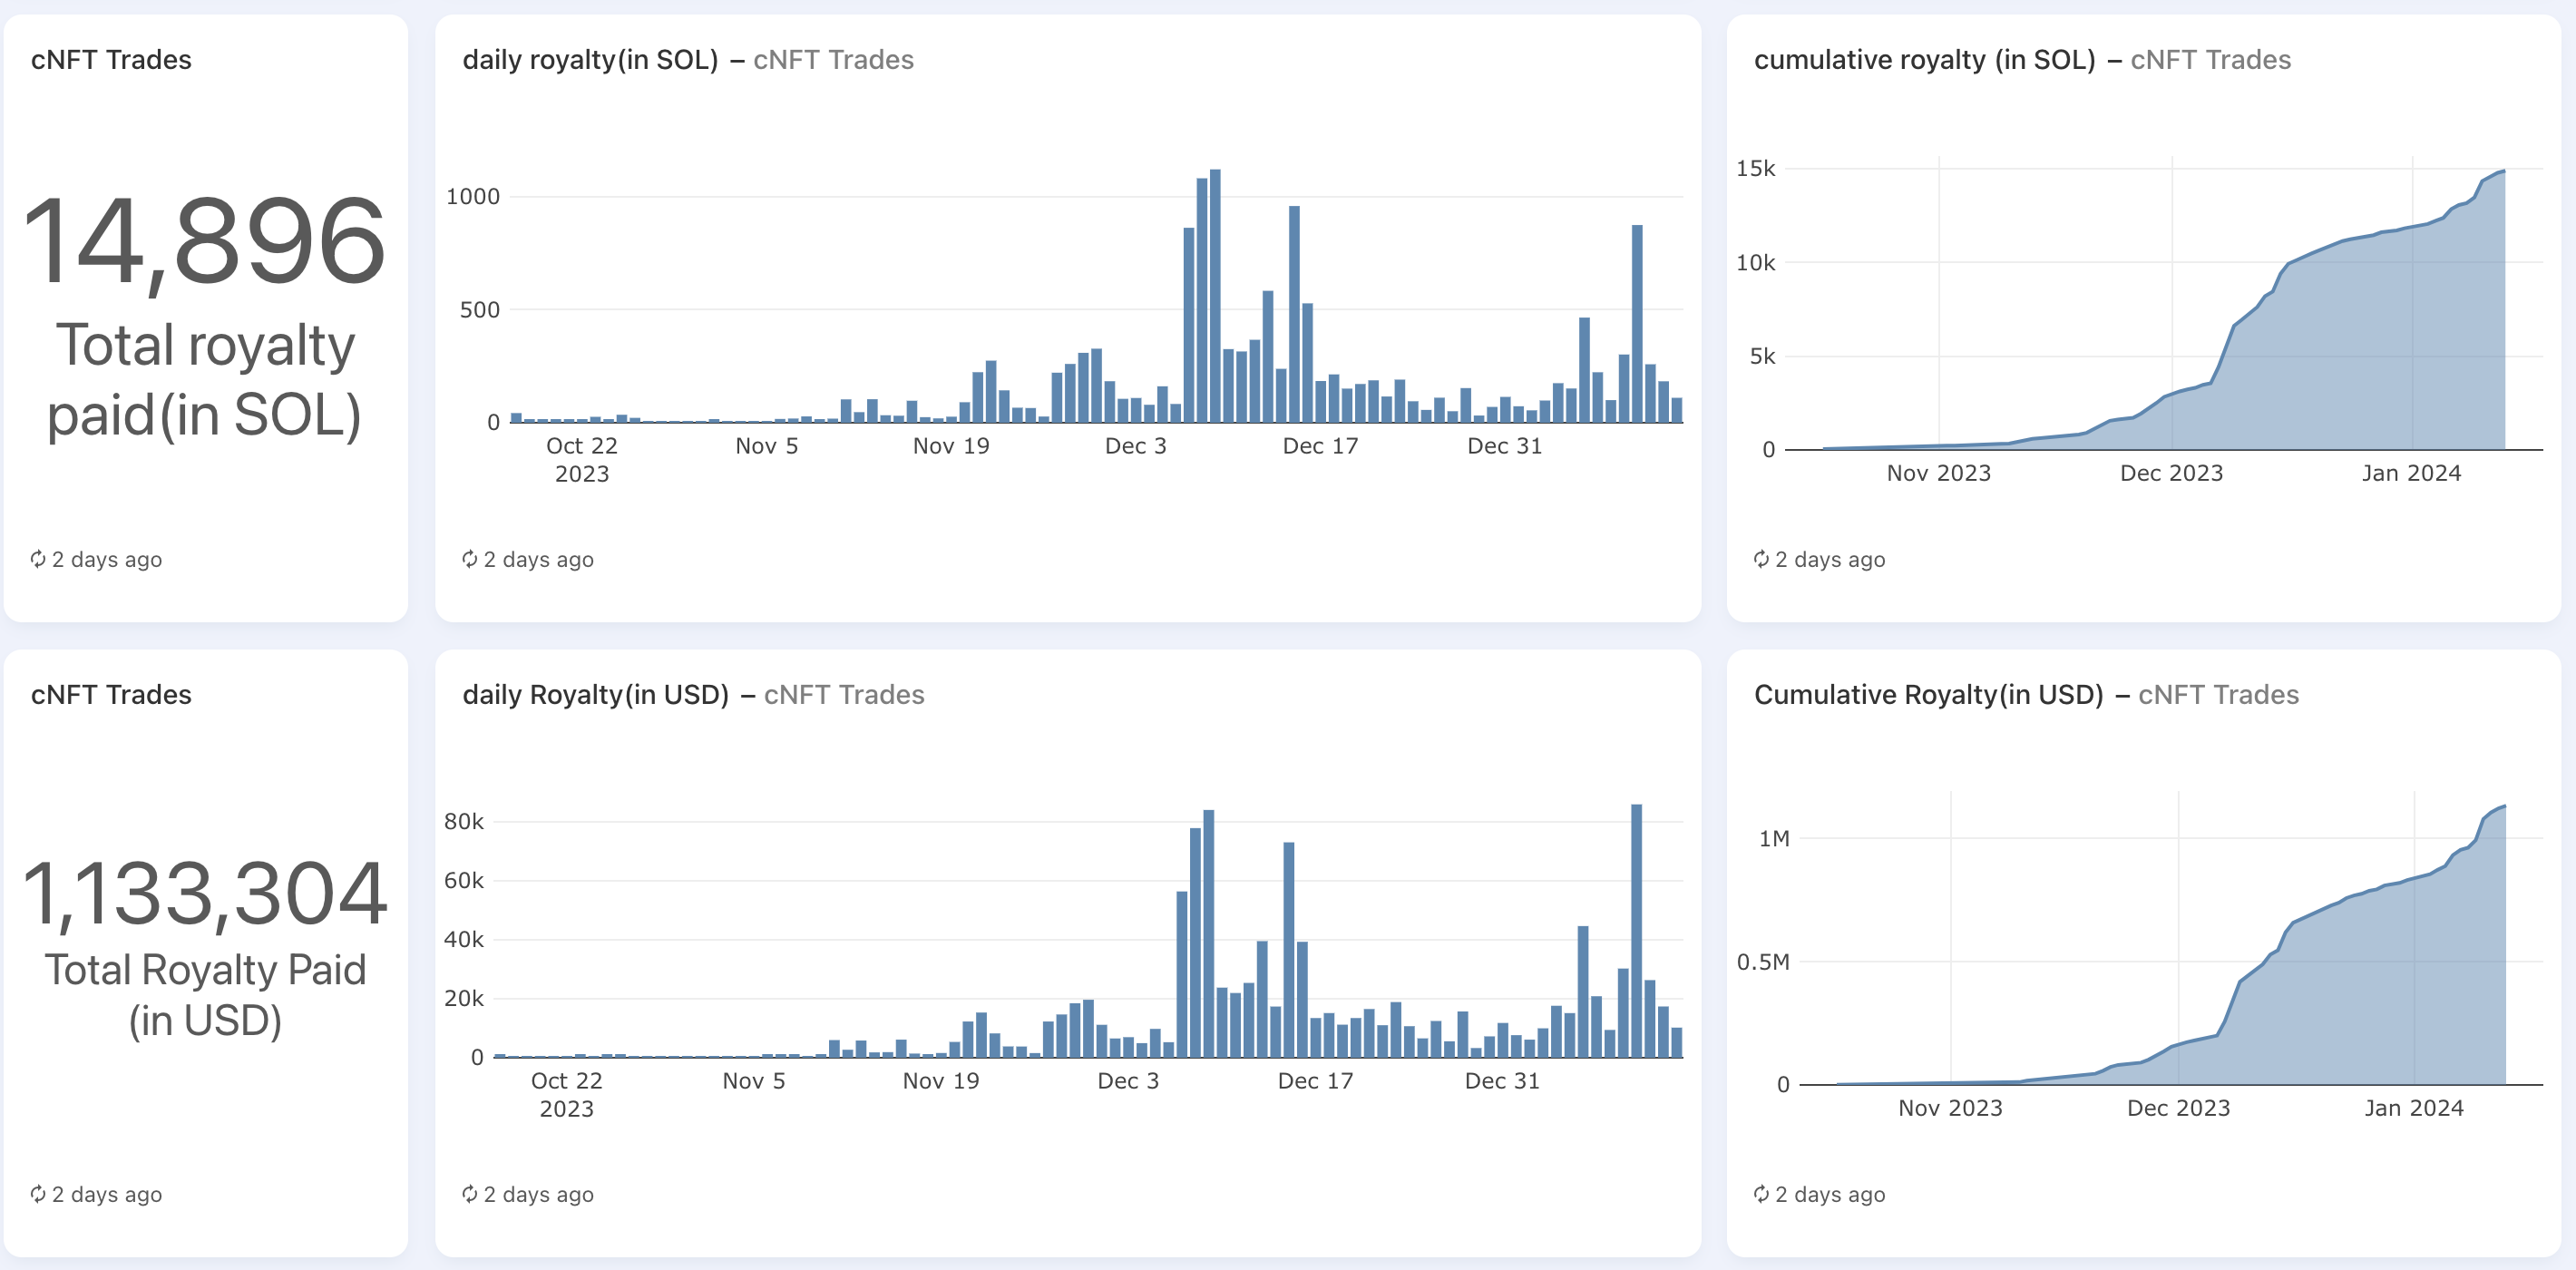 cNFT Trades
14,896
Total royalty
paid(in SOL)
2 days ago
daily royalty(in SOL) – cNFT Trades
1000
500
0
Oct 22
2023
Nov 5
Nov 19
Dec 3
Dec 17
Dec 31
2 days ago
cumulative royalty (in SOL) – cNFT Trades
15k
10k
5k
0
Nov 2023
Dec 2023
Jan 2024
2 days ago
cNFT Trades
1,133,304
Total Royalty Paid
(in USD)
2 days ago
daily Royalty(in USD) – cNFT Trades
80k
60k
40k
20k
0
Oct 22
2023
Nov 5
Nov 19
Dec 3
Dec 17
Dec 31
2 days ago
Cumulative Royalty(in USD) – cNFT Trades
1M
0.5M
0
Nov 2023
Dec 2023
Jan 2024
2 days ago